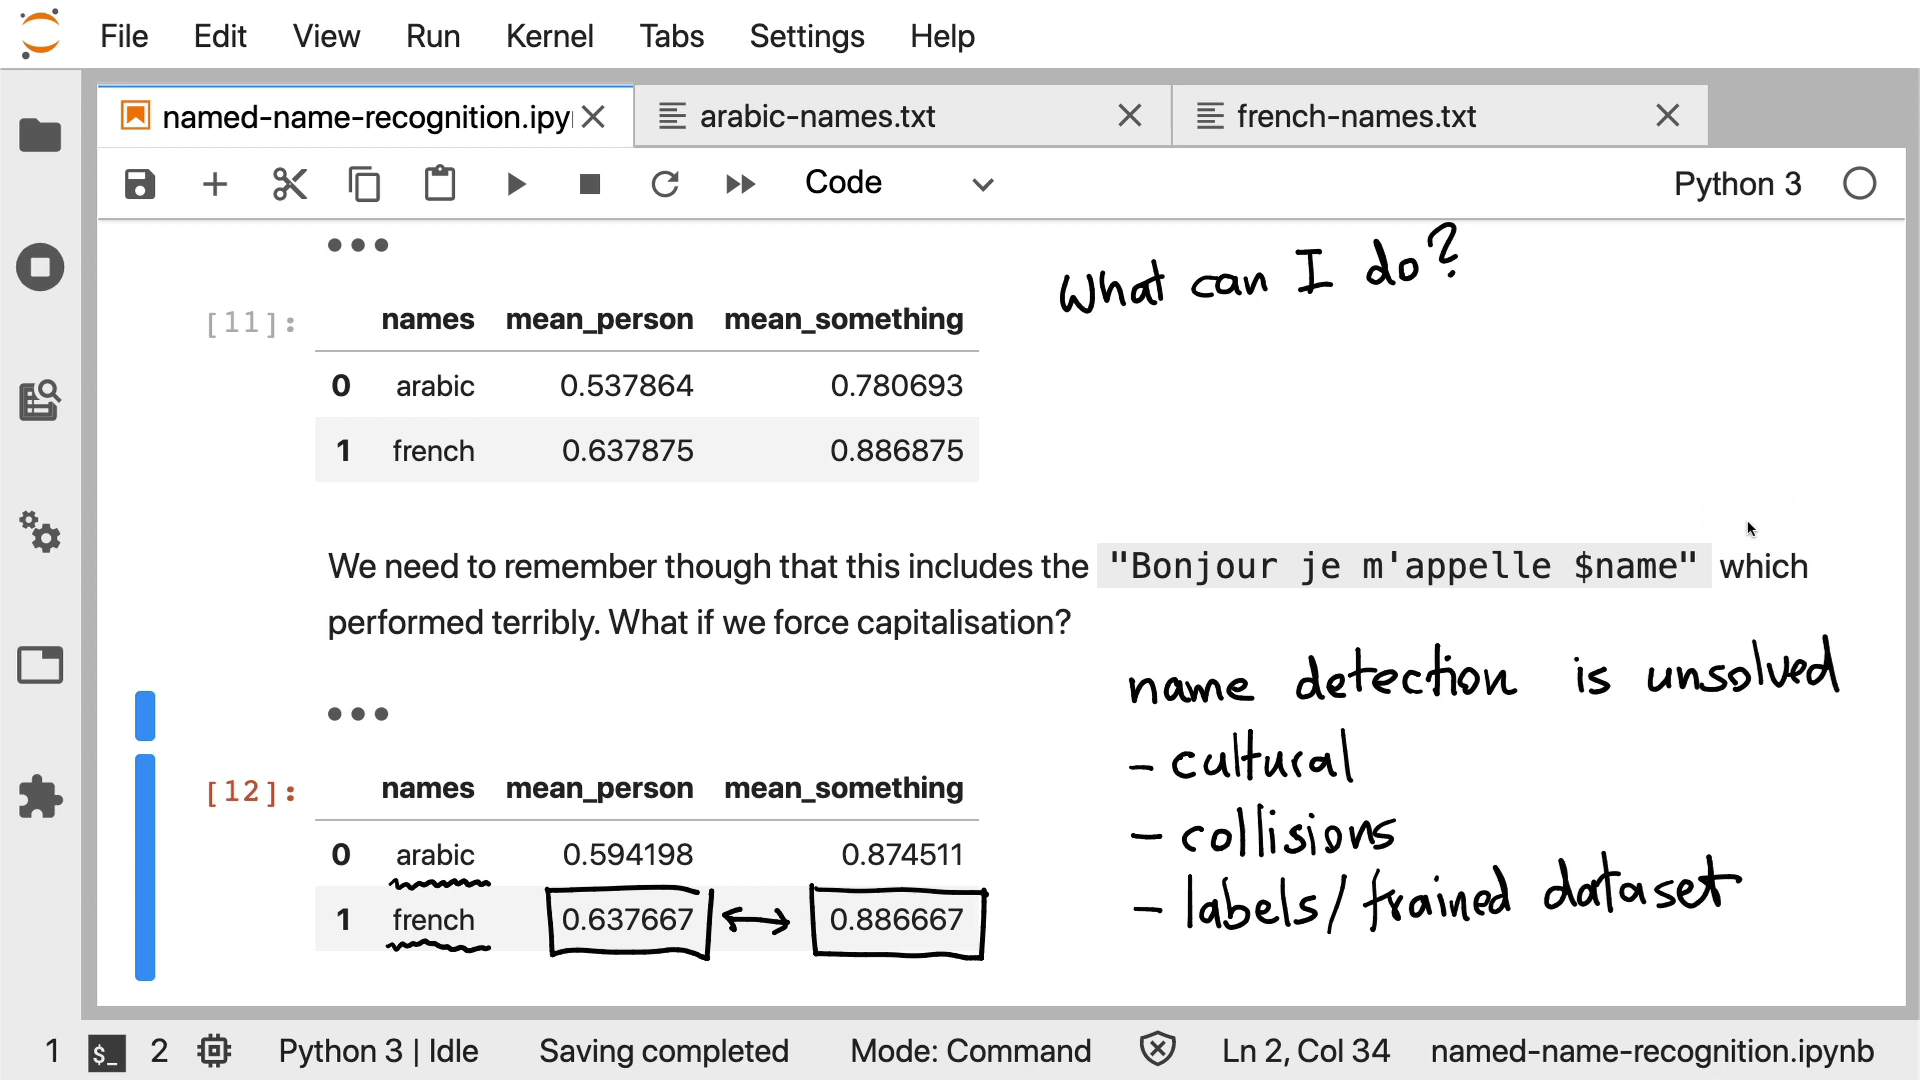 File Edit View Run Kernel Tabs Settings Help
named-name-recognition.ipy arabic-names.txt french-names.txt
Code Python 3
What can I do?
[11]: names mean_person mean_something
0 arabic 0.537864 0.780693
1 french 0.637875 0.886875
We need to remember though that this includes the "Bonjour je m'appelle $name" which
performed terribly. What if we force capitalisation?
name detection is unsolved
- cultural
- collisions
- labels/trained dataset
[12]: names mean_person mean_something
0 arabic 0.594198 0.874511
1 french 0.637667 0.886667
1 $_ 2 Python 3 | Idle Saving completed Mode: Command Ln 2, Col 34 named-name-recognition.ipynb